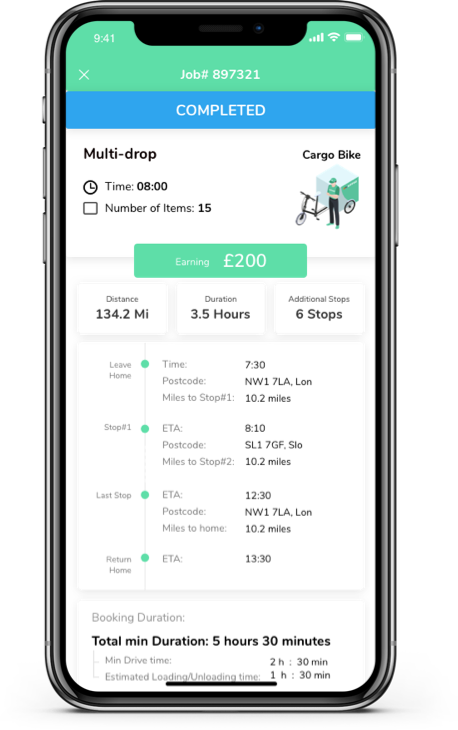 9:41
Job# 897321
COMPLETED
Multi-drop
Cargo Bike
Time: 08:00
Number of Items: 15
Earning £200
Distance
134.2 Mi
Duration
3.5 Hours
Additional Stops
6 Stops
Leave Home
Time: 7:30
Postcode: NW1 7LA, Lon
Miles to Stop#1: 10.2 miles
Stop#1
ETA: 8:10
Postcode: SL1 7GF, Slo
Miles to Stop#2: 10.2 miles
Last Stop
ETA: 12:30
Postcode: NW1 7LA, Lon
Miles to home: 10.2 miles
Return Home
ETA: 13:30
Booking Duration:
Total min Duration: 5 hours 30 minutes
Min Drive time: 2 h : 30 min
Estimated Loading/Unloading time: 1 h : 30 min